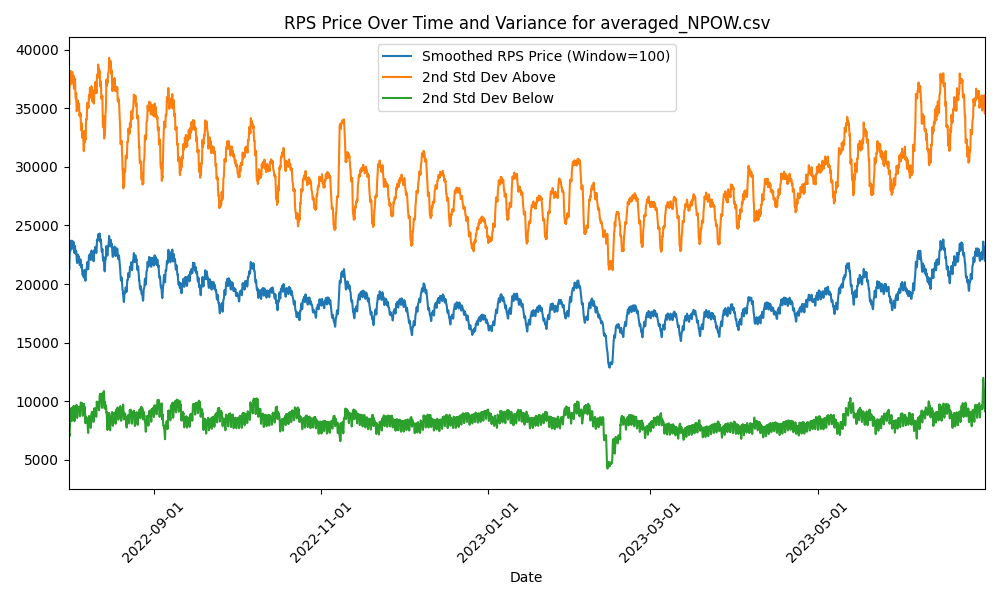 RPS Price Over Time and Variance for averaged_NPOW.csv
Smoothed RPS Price (Window=100)
2nd Std Dev Above
2nd Std Dev Below
40000
35000
30000
25000
20000
15000
10000
5000
2022-09-01
2022-11-01
2023-01-01
2023-03-01
2023-05-01
Date